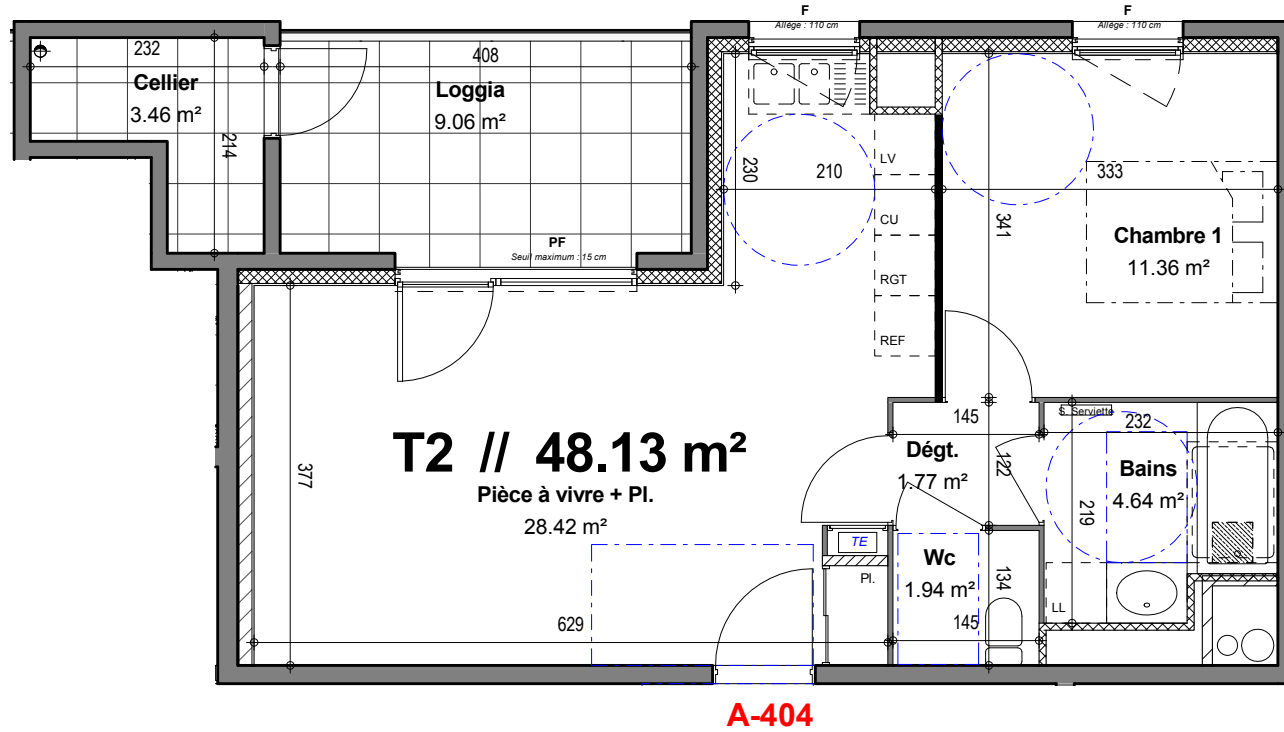 F
Allège : 110 cm
F
Allège : 110 cm
232
Cellier
3.46 m²
214
408
Loggia
9.06 m²
PF
Seuil maximum : 15 cm
230
210
LV
CU
RGT
REF
341
333
Chambre 1
11.36 m²
T2 // 48.13 m²
Pièce à vivre + Pl.
28.42 m²
377
629
145
Dégt.
1.77 m²
122
S. Serviette
232
Bains
4.64 m²
219
LL
TE
Pl.
Wc
1.94 m²
134
145
A-404